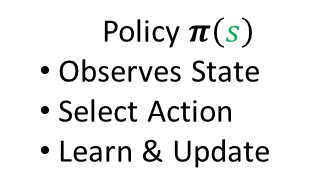 Policy π(s)
• Observes State
• Select Action
• Learn & Update